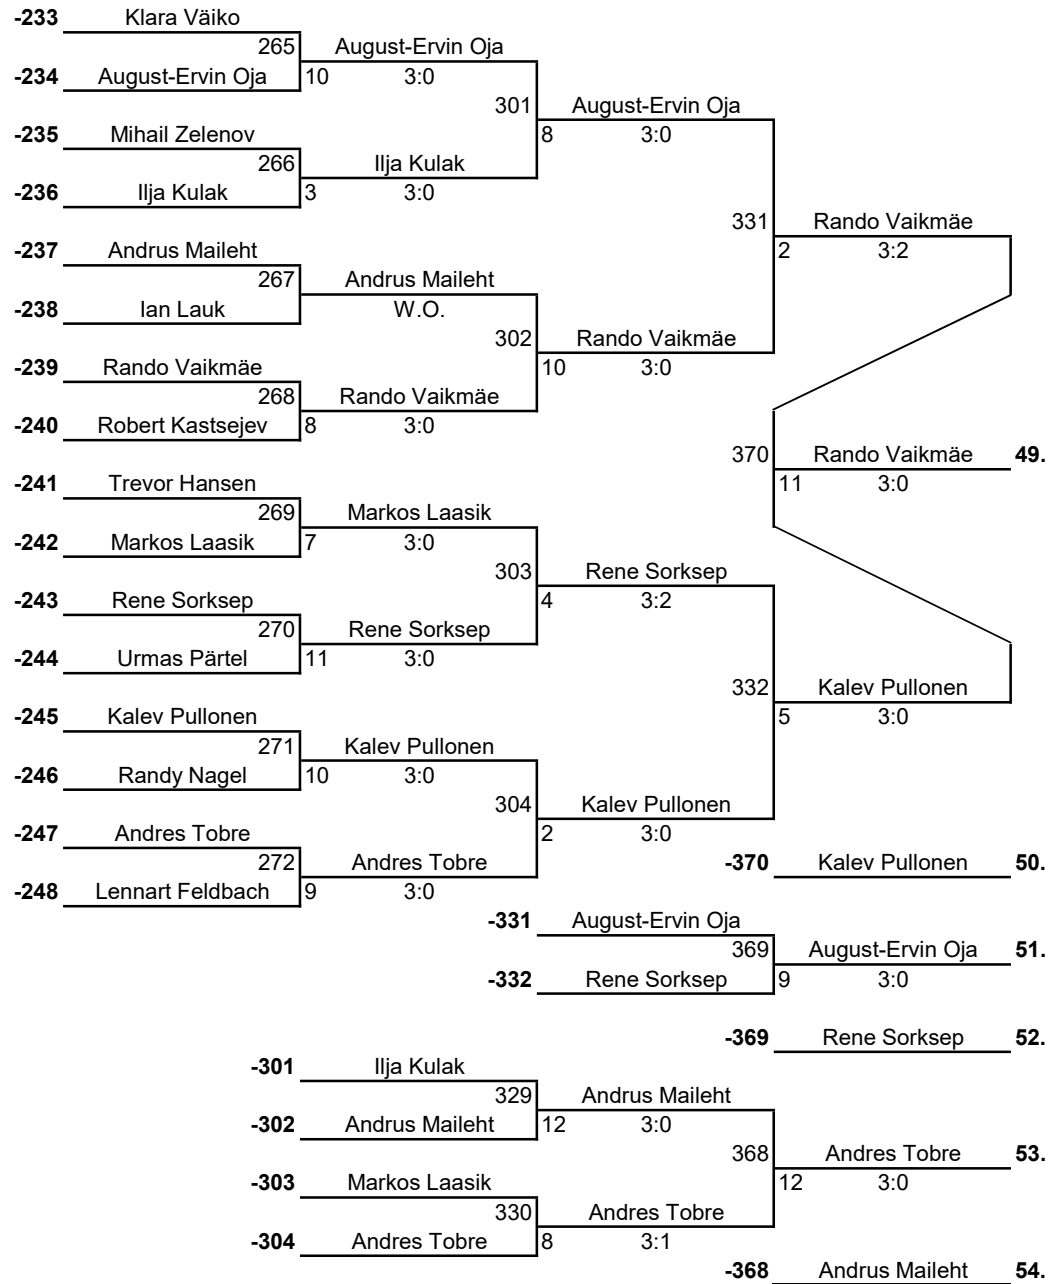 -233 Klara Väiko
265 August-Ervin Oja
-234 August-Ervin Oja 10 3:0
301 August-Ervin Oja
-235 Mihail Zelenov 8 3:0
266 Ilja Kulak
-236 Ilja Kulak 3 3:0
331 Rando Vaikmäe
-237 Andrus Maileht 2 3:2
267 Andrus Maileht
-238 Ian Lauk W.O.
302 Rando Vaikmäe
-239 Rando Vaikmäe 10 3:0
268 Rando Vaikmäe
-240 Robert Kastsejev 8 3:0
370 Rando Vaikmäe 49.
-241 Trevor Hansen 11 3:0
269 Markos Laasik
-242 Markos Laasik 7 3:0
303 Rene Sorksep
-243 Rene Sorksep 4 3:2
270 Rene Sorksep
-244 Urmas Pärtel 11 3:0
332 Kalev Pullonen
-245 Kalev Pullonen 5 3:0
271 Kalev Pullonen
-246 Randy Nagel 10 3:0
304 Kalev Pullonen
-247 Andres Tobre 2 3:0
272 Andres Tobre -370 Kalev Pullonen 50.
-248 Lennart Feldbach 9 3:0
-331 August-Ervin Oja
369 August-Ervin Oja 51.
-332 Rene Sorksep 9 3:0
-369 Rene Sorksep 52.
-301 Ilja Kulak
329 Andrus Maileht
-302 Andrus Maileht 12 3:0
368 Andres Tobre 53.
-303 Markos Laasik 12 3:0
330 Andres Tobre
-304 Andres Tobre 8 3:1
-368 Andrus Maileht 54.